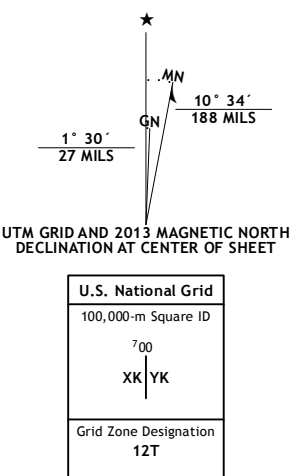 ★
MN
GN
10° 34´
188 MILS
1° 30´
27 MILS
UTM GRID AND 2013 MAGNETIC NORTH
DECLINATION AT CENTER OF SHEET
U.S. National Grid
100,000-m Square ID
⁷00
XK YK
Grid Zone Designation
12T